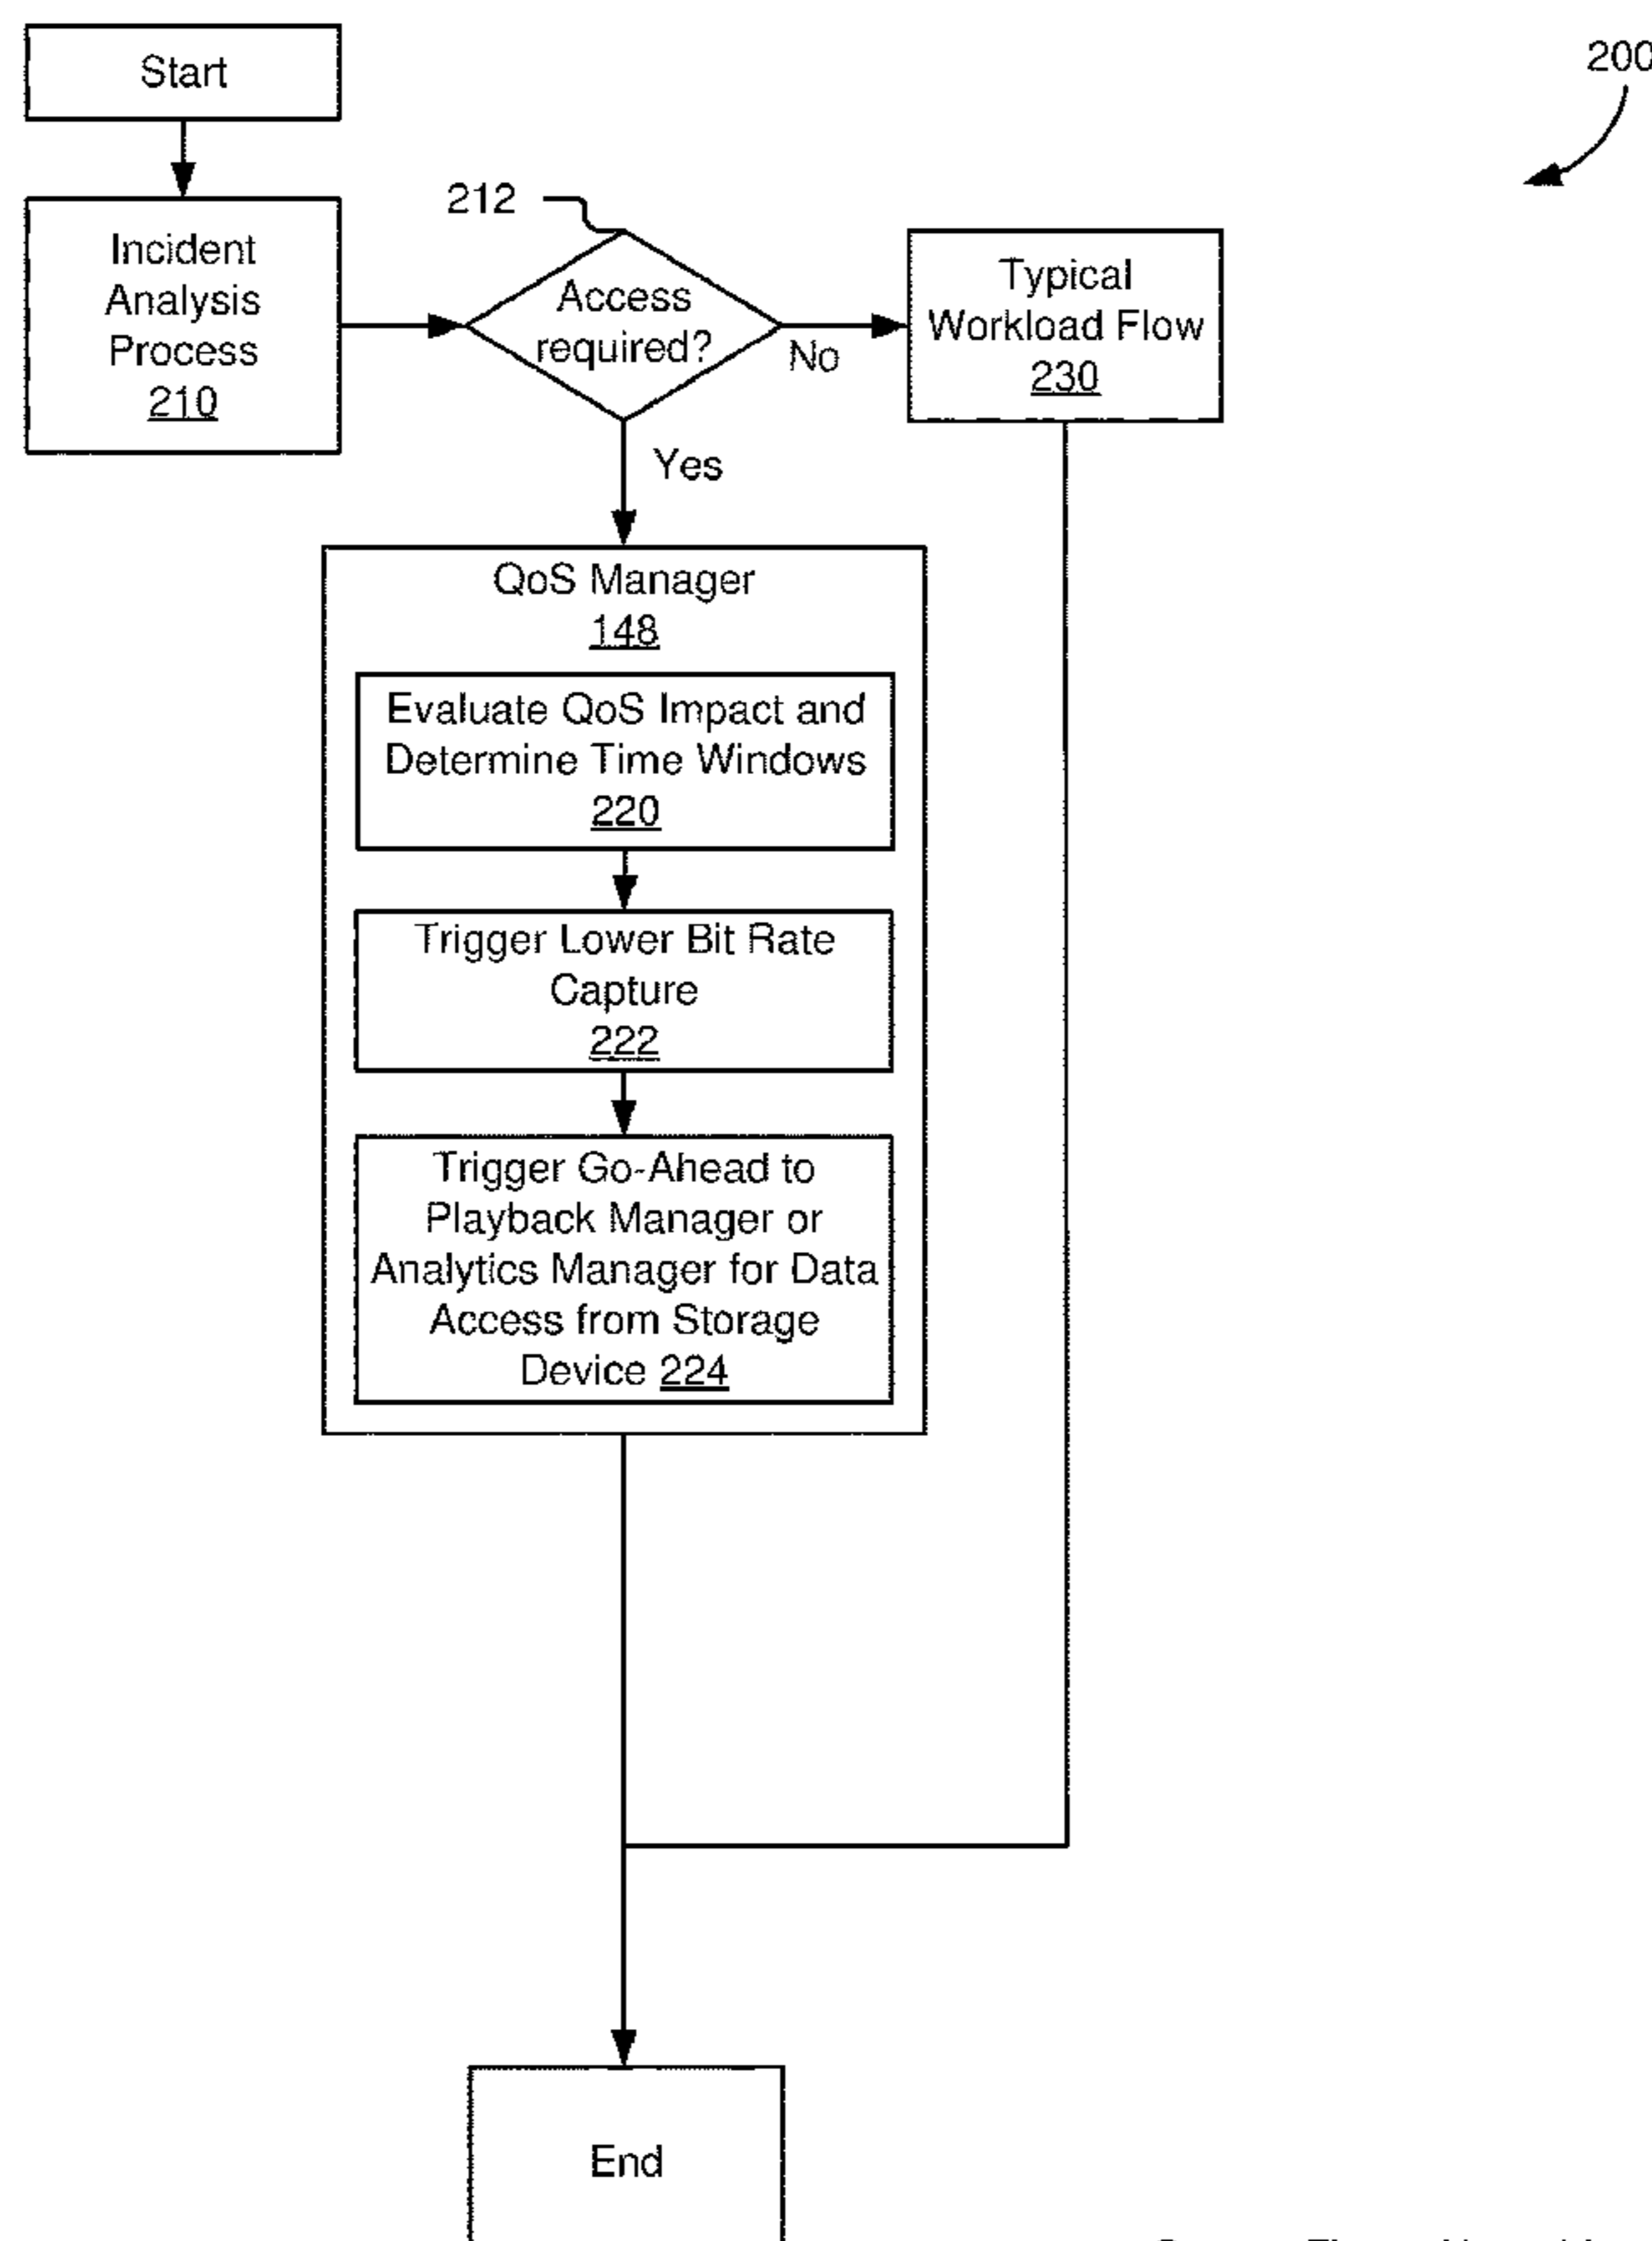 Start
200
Incident
Analysis
Process
210
212
Access
required?
No
Yes
Typical
Workload Flow
230
QoS Manager
148
Evaluate QoS Impact and
Determine Time Windows
220
Trigger Lower Bit Rate
Capture
222
Trigger Go-Ahead to
Playback Manager or
Analytics Manager for Data
Access from Storage
Device 224
End